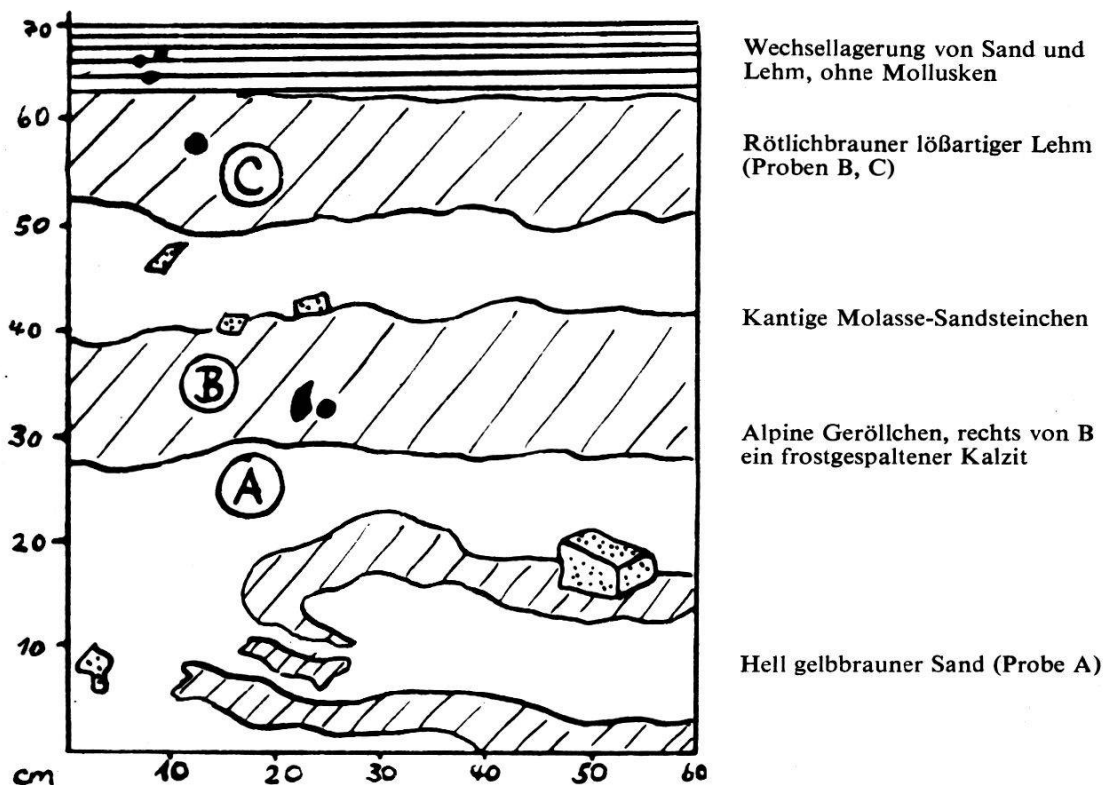 70
60
50
40
30
20
10
cm
10
20
30
40
50
60
C
B
A
Wechsellagerung von Sand und
Lehm, ohne Mollusken
Rötlichbrauner lößartiger Lehm
(Proben B, C)
Kantige Molasse-Sandsteinchen
Alpine Geröllchen, rechts von B
ein frostgespaltener Kalzit
Hell gelbbrauner Sand (Probe A)